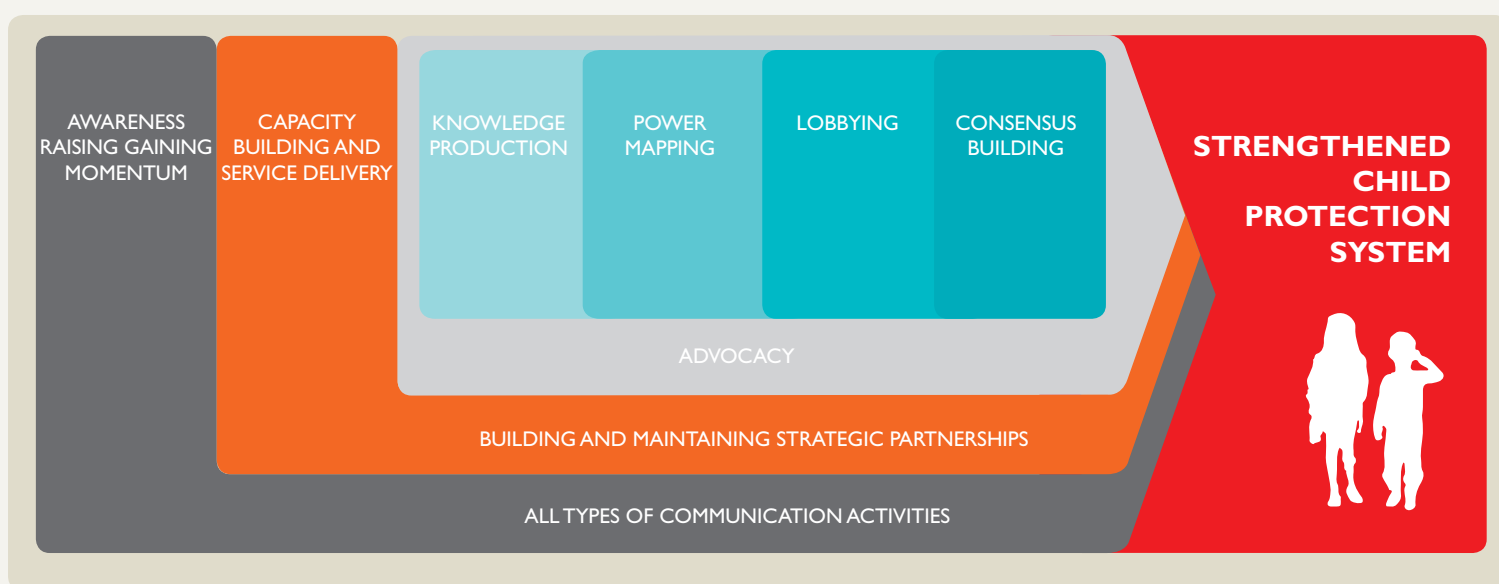 AWARENESS
RAISING GAINING
MOMENTUM
CAPACITY
BUILDING AND
SERVICE DELIVERY
KNOWLEDGE
PRODUCTION
POWER
MAPPING
LOBBYING
CONSENSUS
BUILDING
STRENGTHENED
CHILD
PROTECTION
SYSTEM
ADVOCACY
BUILDING AND MAINTAINING STRATEGIC PARTNERSHIPS
ALL TYPES OF COMMUNICATION ACTIVITIES